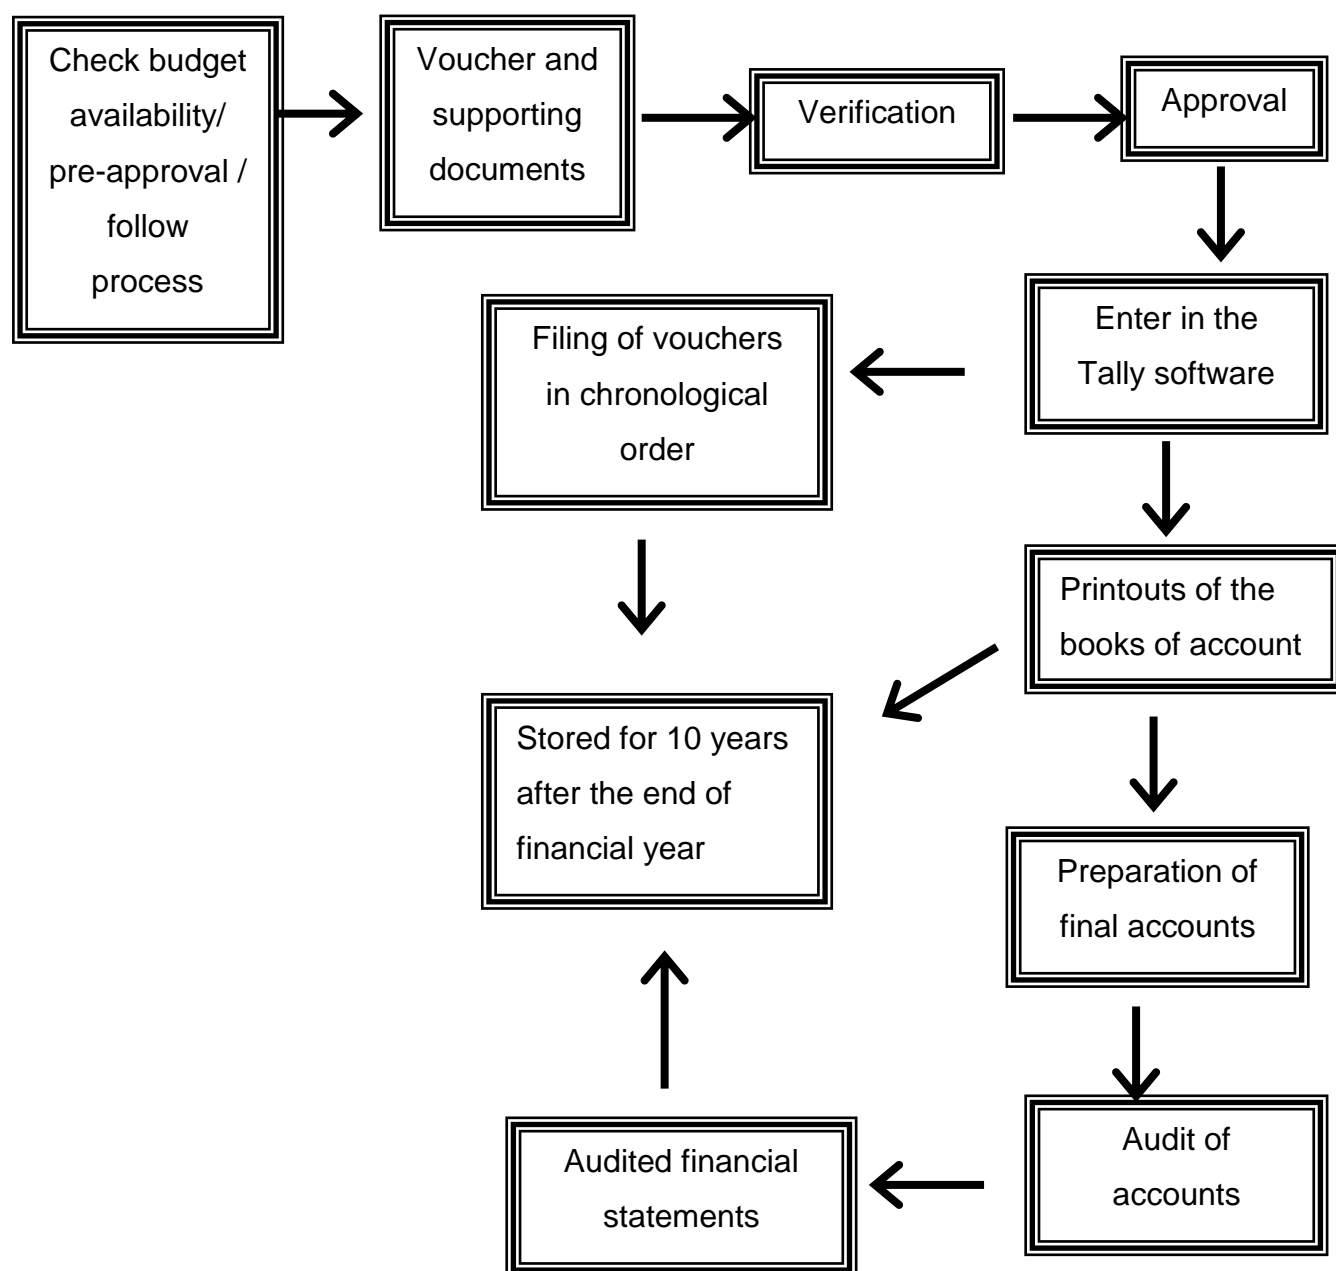 Check budget
availability/
pre-approval /
follow
process
Voucher and
supporting
documents
Verification
Approval
Enter in the
Tally software
Filing of vouchers
in chronological
order
Printouts of the
books of account
Stored for 10 years
after the end of
financial year
Preparation of
final accounts
Audit of
accounts
Audited financial
statements